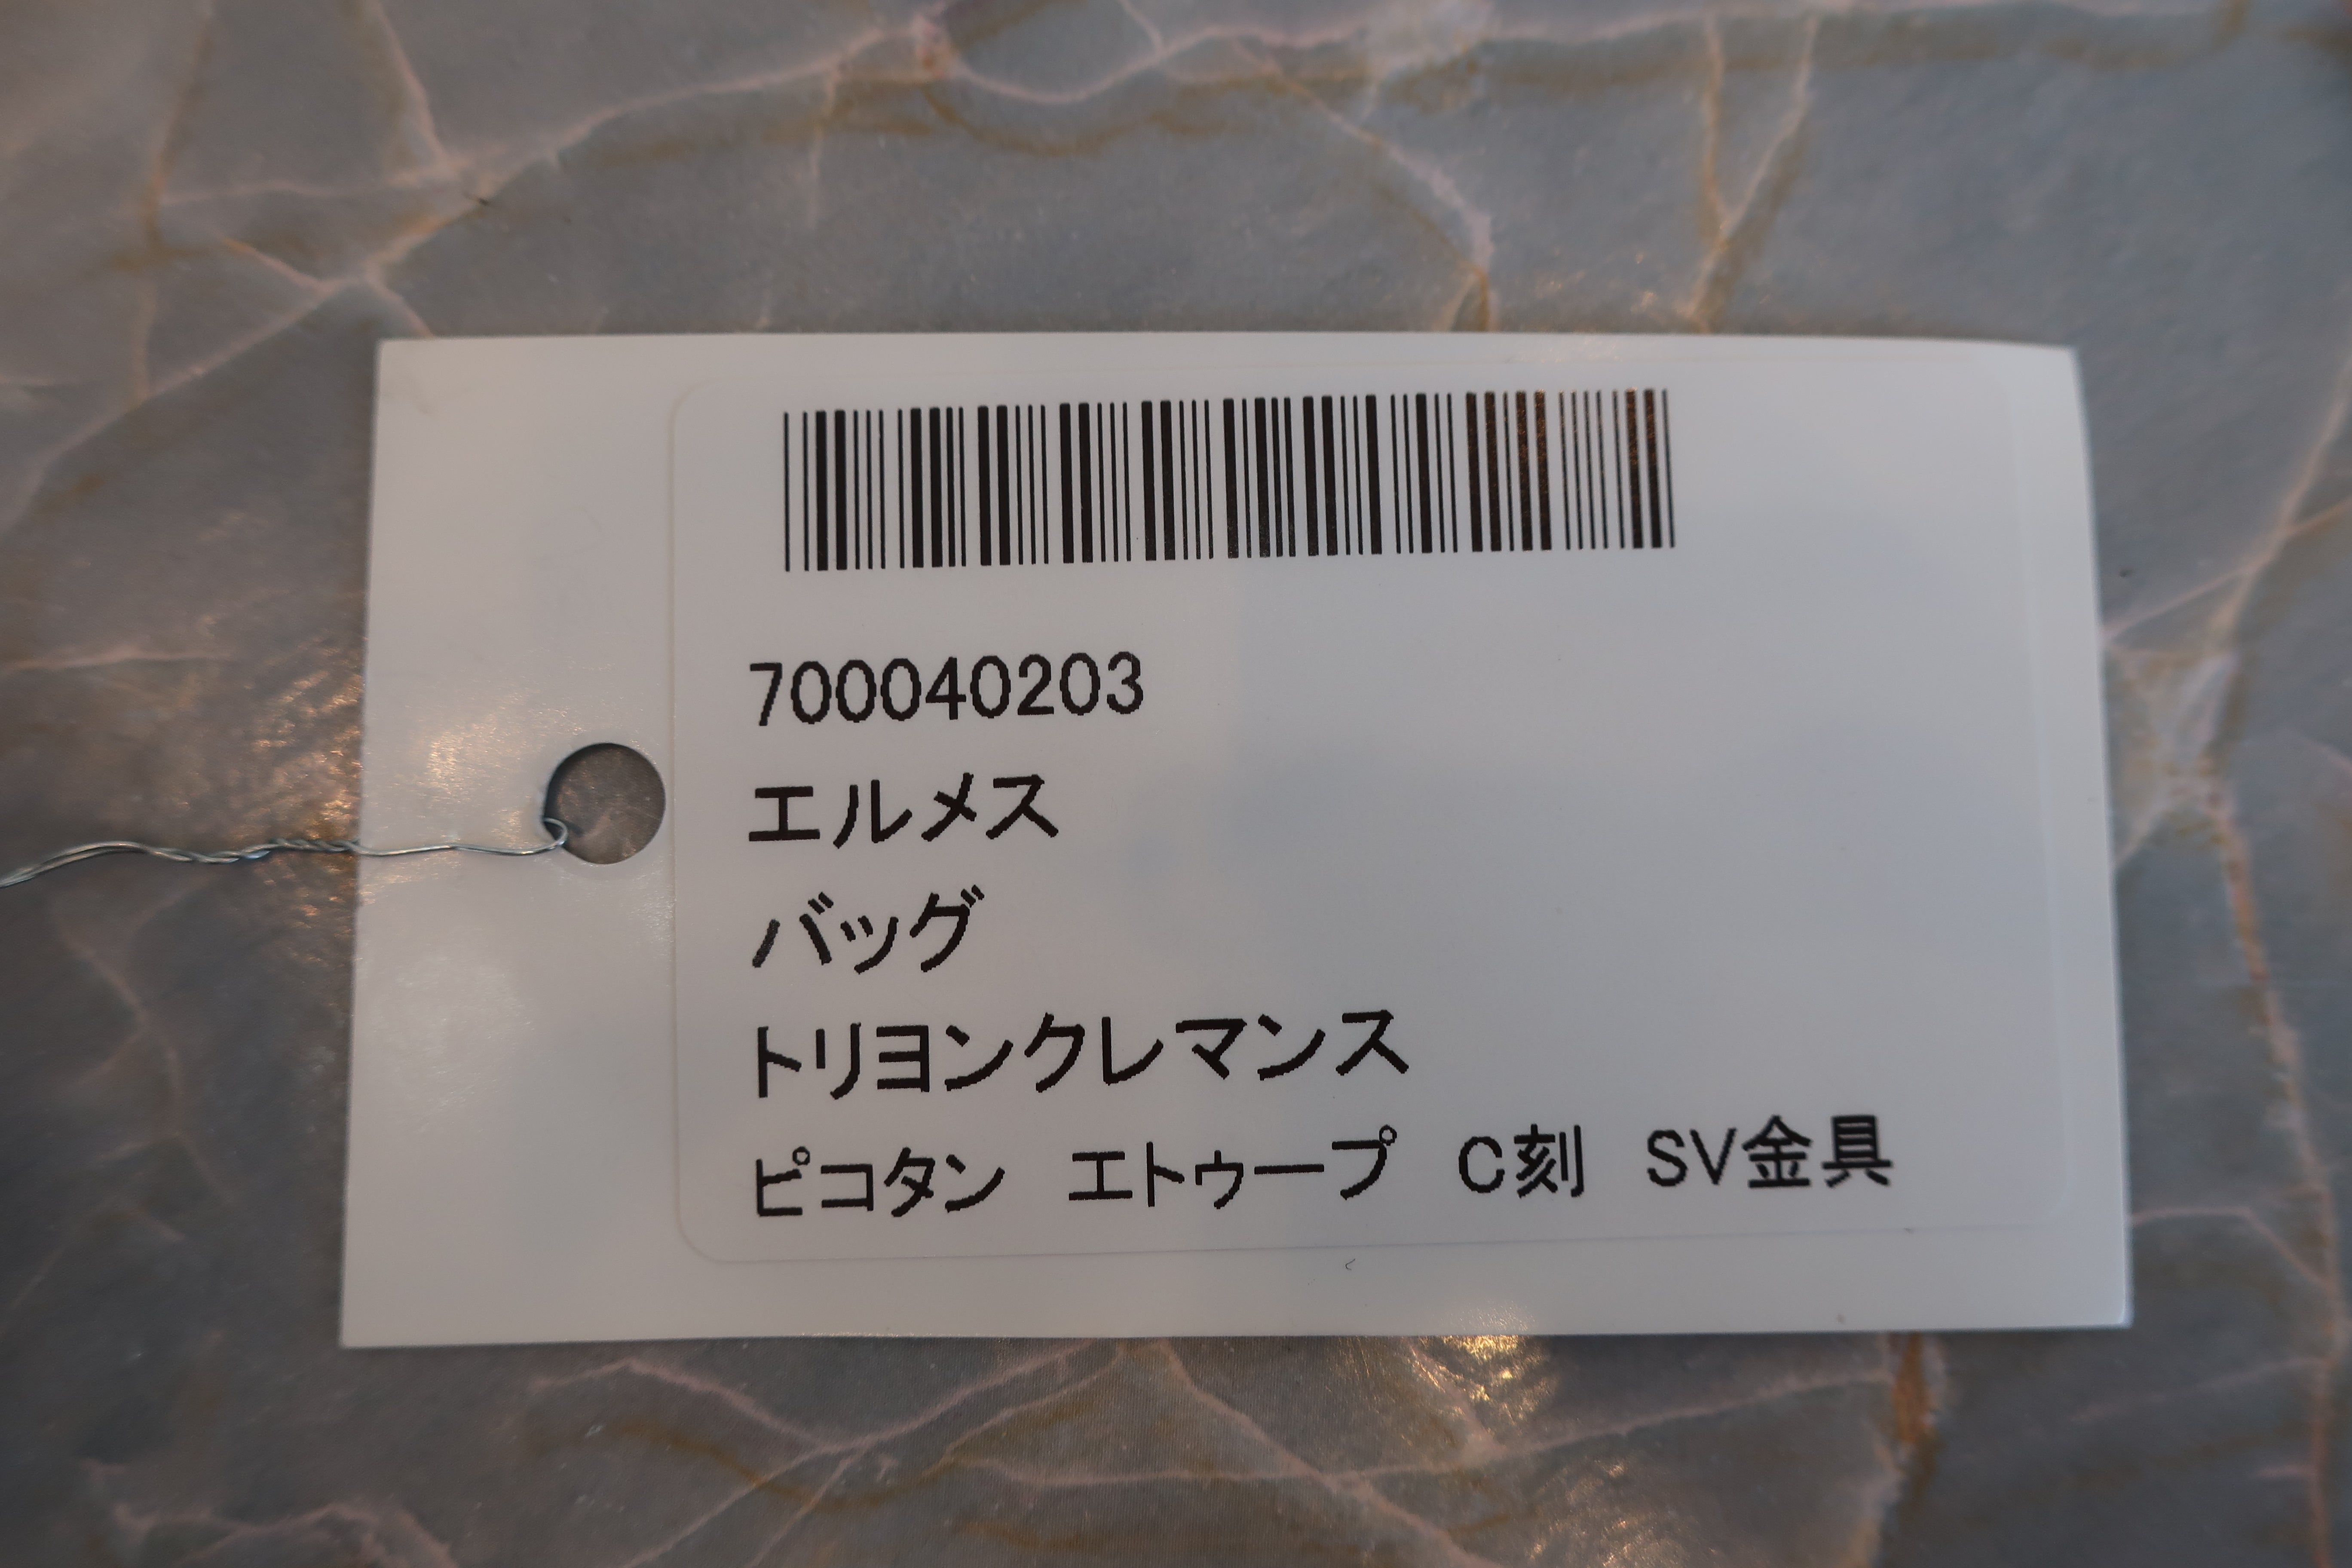 700040203
エルメス
バッグ
トリヨンクレマンス
ピコタン　エトゥープ　C刻　SV金具